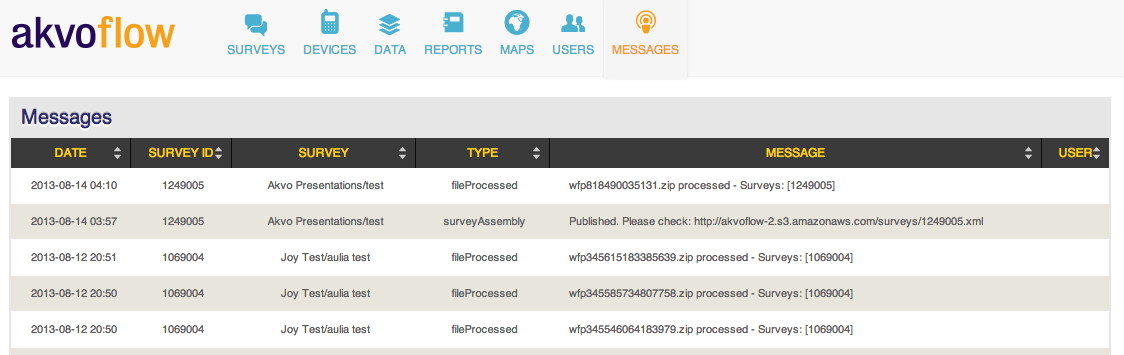 akvoflow
SURVEYS DEVICES DATA REPORTS MAPS USERS MESSAGES
Messages
DATE SURVEY ID SURVEY TYPE MESSAGE USER
2013-08-14 04:10 1249005 Akvo Presentations/test fileProcessed wfp818490035131.zip processed - Surveys: [1249005]
2013-08-14 03:57 1249005 Akvo Presentations/test surveyAssembly Published. Please check: http://akvoflow-2.s3.amazonaws.com/surveys/1249005.xml
2013-08-12 20:51 1069004 Joy Test/aulia test fileProcessed wfp345615183385639.zip processed - Surveys: [1069004]
2013-08-12 20:50 1069004 Joy Test/aulia test fileProcessed wfp345585734807758.zip processed - Surveys: [1069004]
2013-08-12 20:50 1069004 Joy Test/aulia test fileProcessed wfp345546064183979.zip processed - Surveys: [1069004]